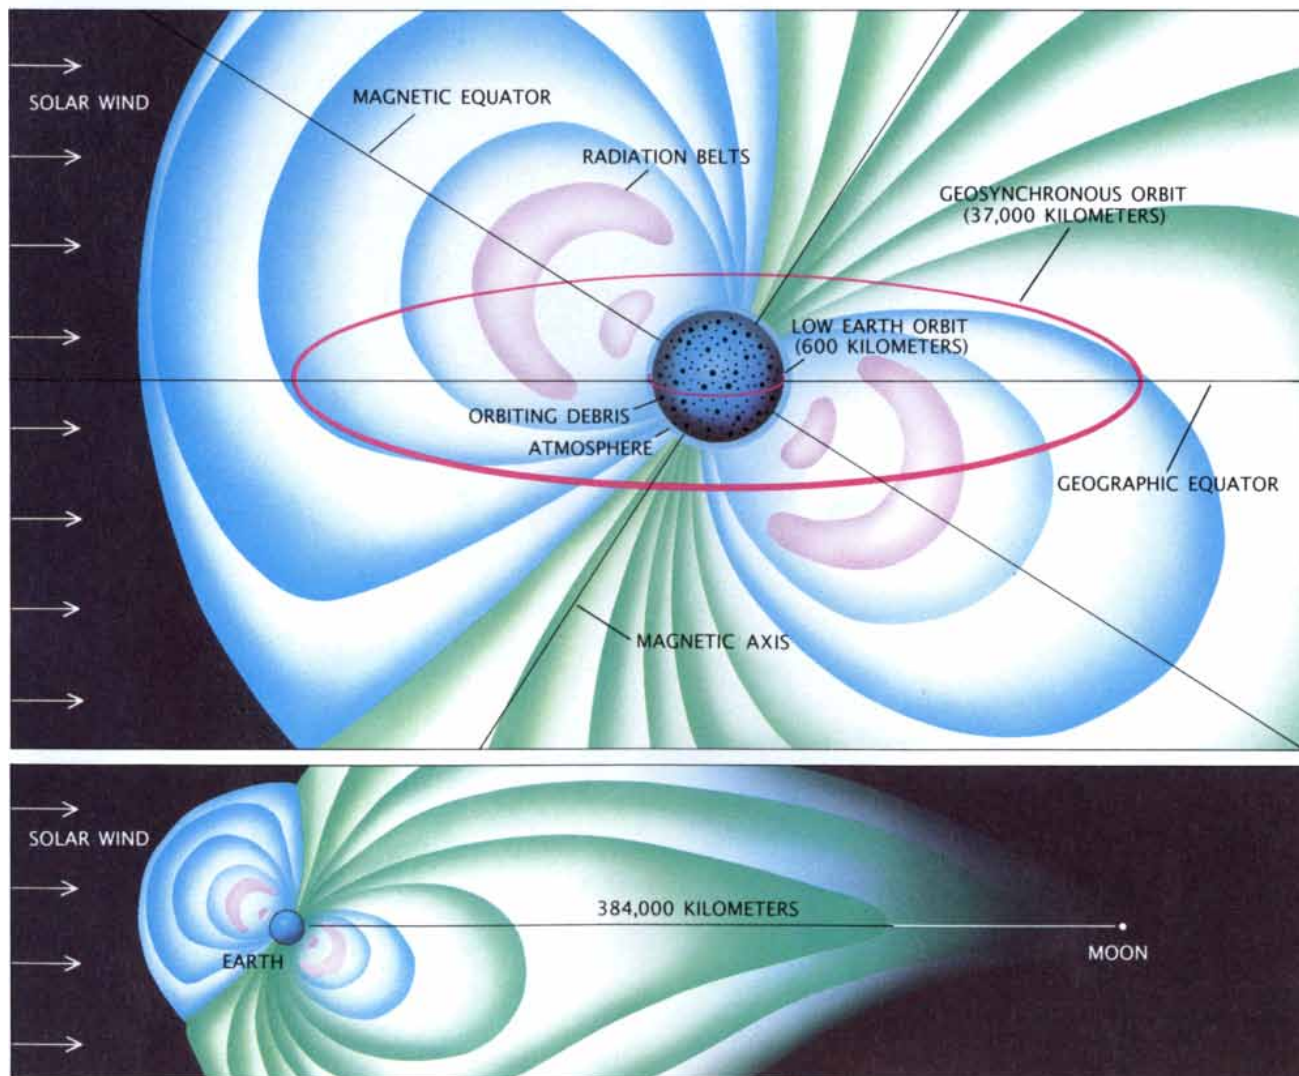 SOLAR WIND
MAGNETIC EQUATOR
RADIATION BELTS
GEOSYNCHRONOUS ORBIT
(37,000 KILOMETERS)
LOW EARTH ORBIT
(600 KILOMETERS)
ORBITING DEBRIS
ATMOSPHERE
GEOGRAPHIC EQUATOR
MAGNETIC AXIS
SOLAR WIND
384,000 KILOMETERS
EARTH
MOON